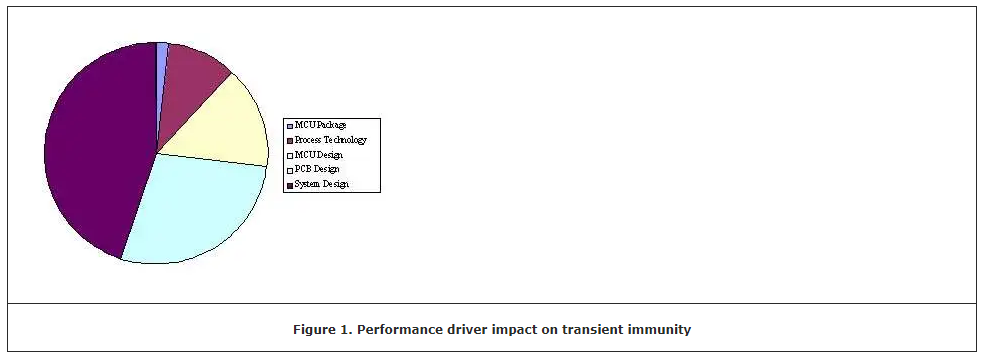 MCU Package
Process Technology
MCU Design
PCB Design
System Design
Figure 1. Performance driver impact on transient immunity